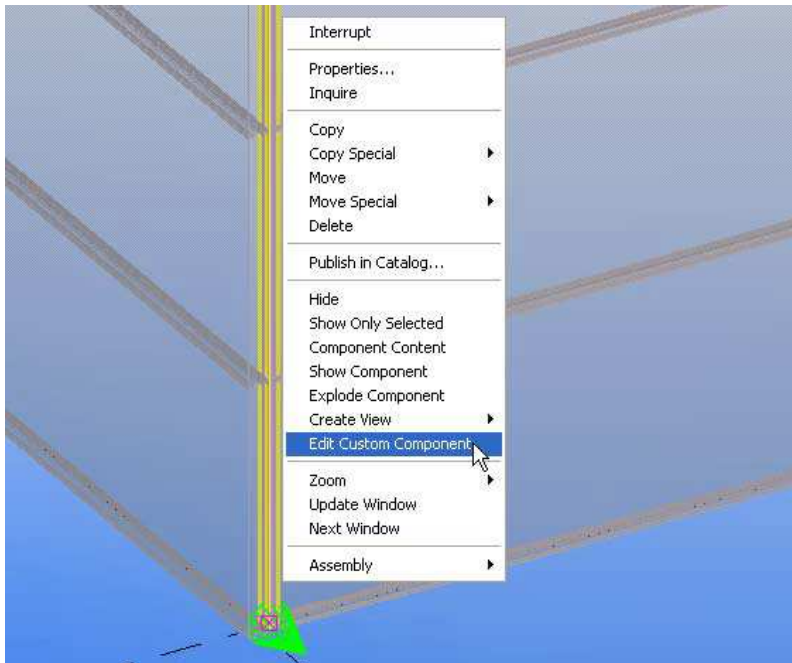 Interrupt
Properties...
Inquire
Copy
Copy Special
Move
Move Special
Delete
Publish in Catalog...
Hide
Show Only Selected
Component Content
Show Component
Explode Component
Create View
Edit Custom Component
Zoom
Update Window
Next Window
Assembly